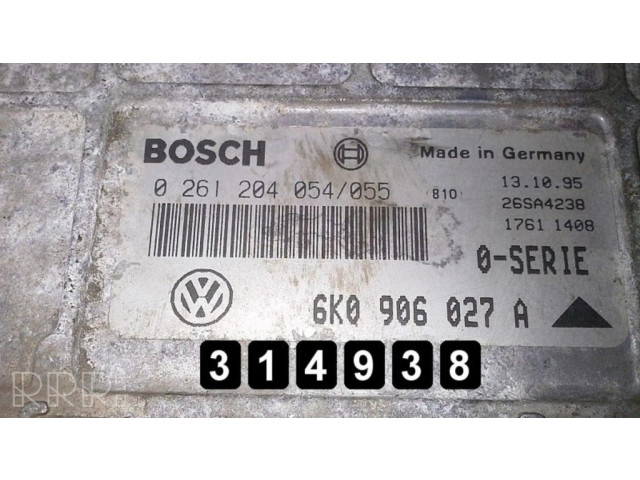 BOSCH
Made in Germany
0 261 204 054/055
810
13.10.95
26SA4238
1761 1408
0-SERIE
6K0 906 027 A
314938
RRR